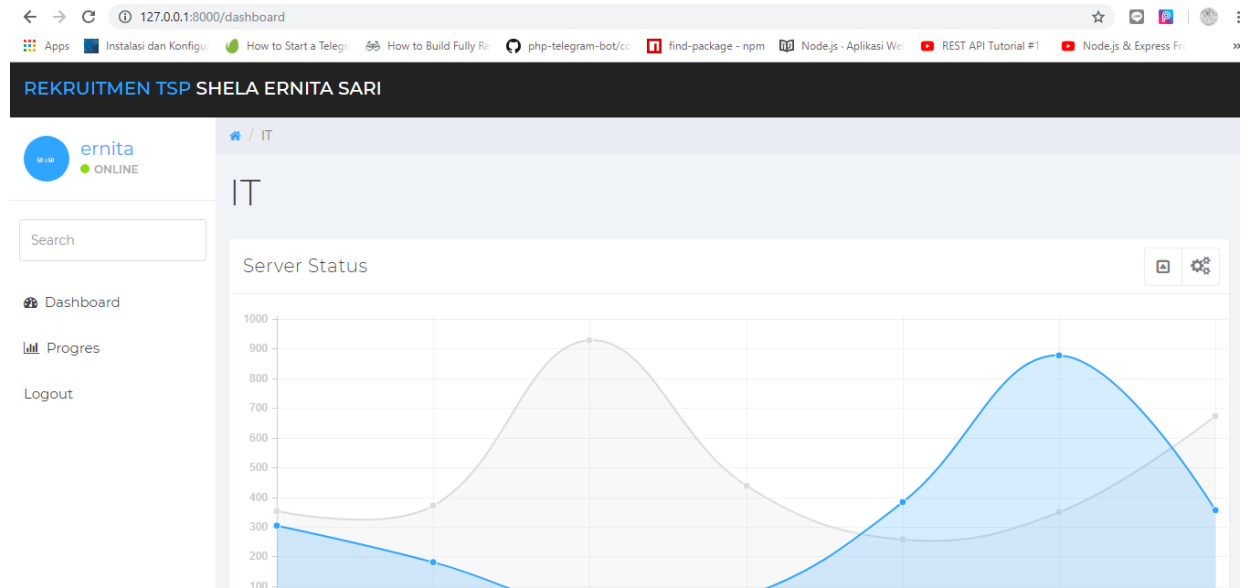 127.0.0.1:8000/dashboard
Apps Instalasi dan Konfigu How to Start a Telegr How to Build Fully Re php-telegram-bot/co find-package - npm Node.js - Aplikasi We REST API Tutorial #1 Node.js & Express Fr »
REKRUITMEN TSP SHELA ERNITA SARI
50 x 50
ernita
ONLINE
/ IT
IT
Search
Server Status
Dashboard
Progres
Logout
1000
900
800
700
600
500
400
300
200
100